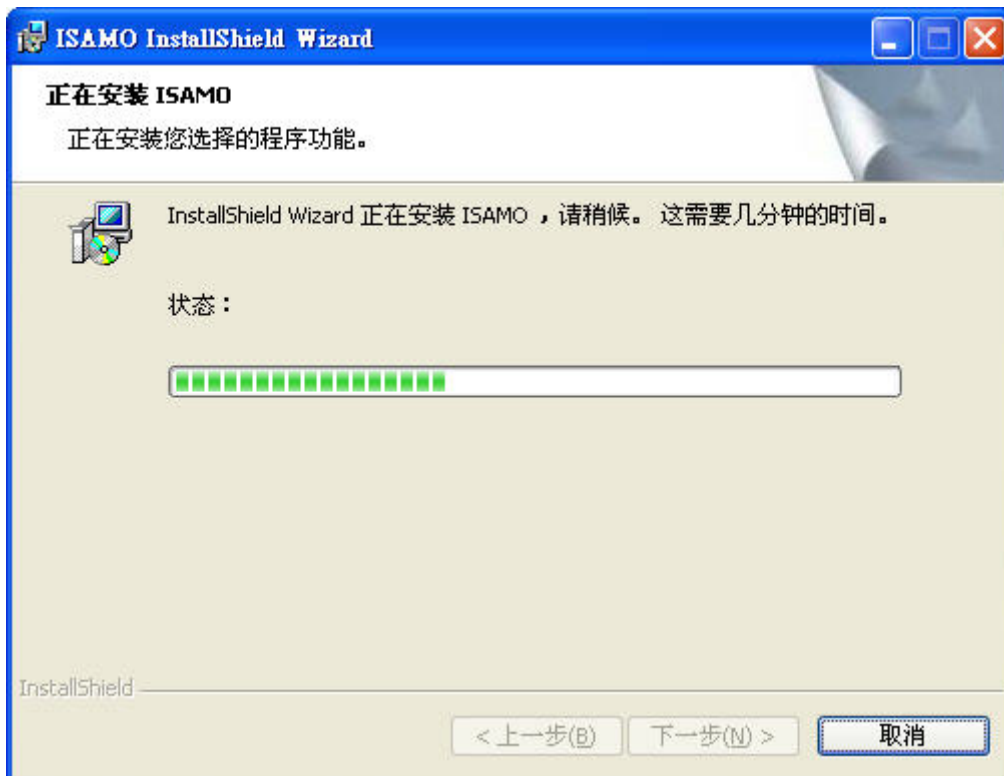 ISAMO InstallShield Wizard
正在安装 ISAMO
正在安装您选择的程序功能。
InstallShield Wizard 正在安装 ISAMO ，请稍候。 这需要几分钟的时间。
状态：
InstallShield
< 上一步(B) 下一步(N) > 取消